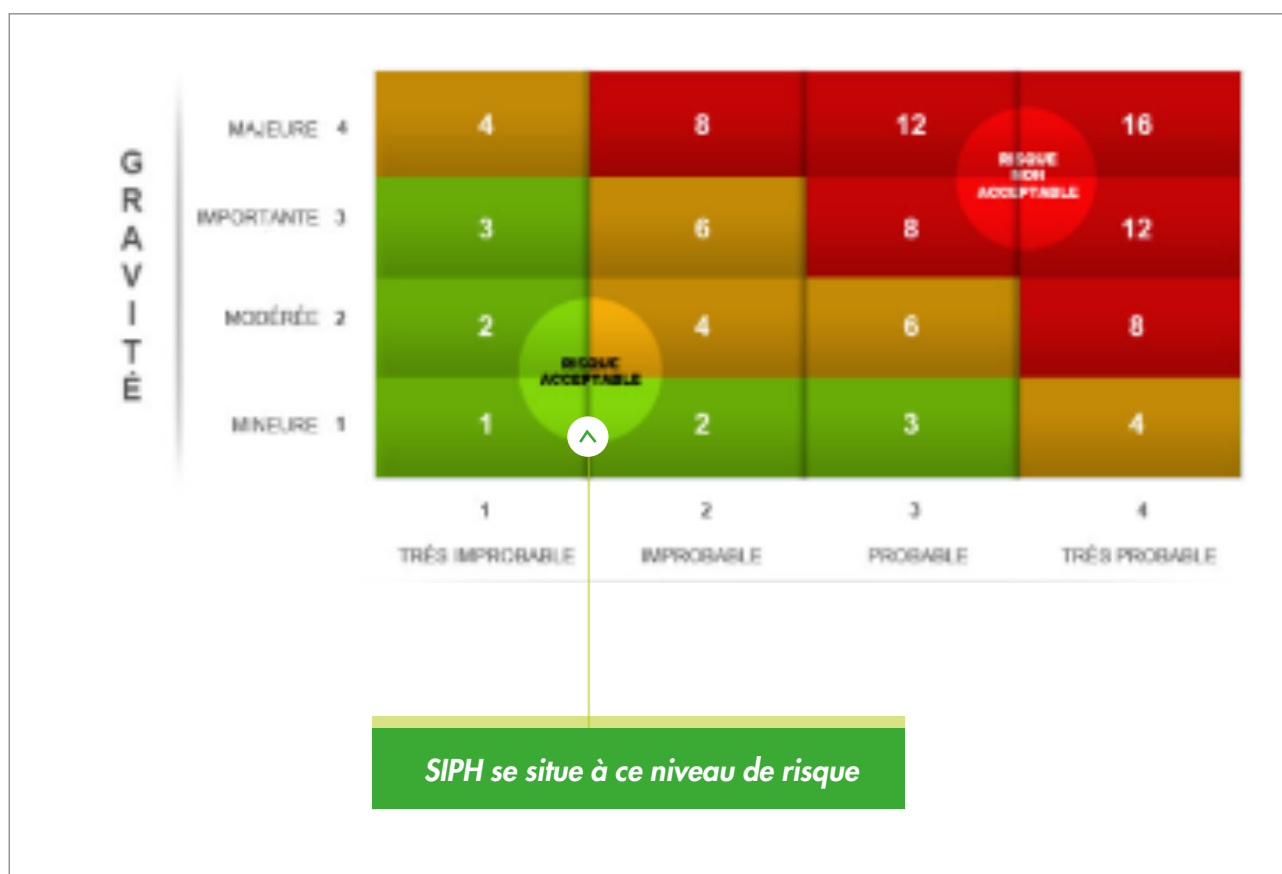 GRAVITÉ
MAJEURE 4 4 8 12 16
RISQUE
NON
ACCEPTABLE
IMPORTANTE 3 3 6 8 12
MODÉRÉE 2 2 4 6 8
RISQUE
ACCEPTABLE
MINEURE 1 1 2 3 4
1 2 3 4
TRÈS IMPROBABLE IMPROBABLE PROBABLE TRÈS PROBABLE
SIPH se situe à ce niveau de risque